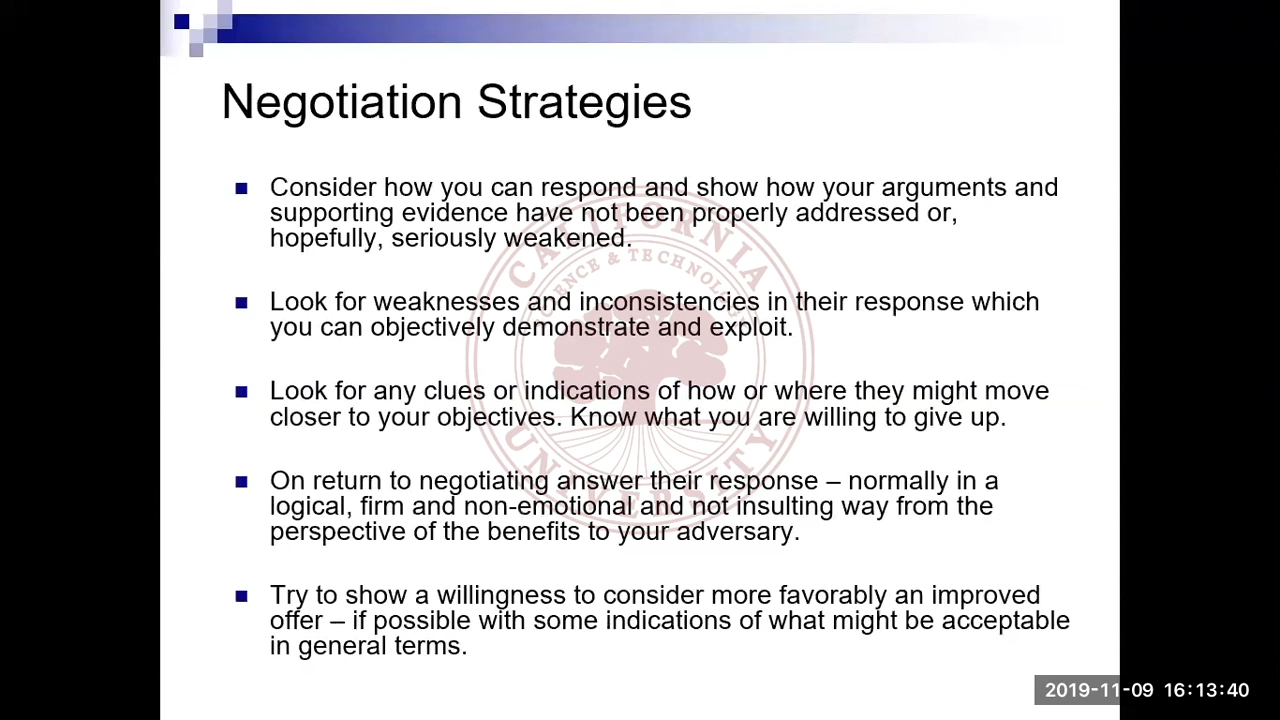 Negotiation Strategies
Consider how you can respond and show how your arguments and
supporting evidence have not been properly addressed or,
hopefully, seriously weakened.
Look for weaknesses and inconsistencies in their response which
you can objectively demonstrate and exploit.
Look for any clues or indications of how or where they might move
closer to your objectives. Know what you are willing to give up.
On return to negotiating answer their response – normally in a
logical, firm and non-emotional and not insulting way from the
perspective of the benefits to your adversary.
Try to show a willingness to consider more favorably an improved
offer – if possible with some indications of what might be acceptable
in general terms.
CALIFORNIA
SCIENCE & TECHNOLOGY
UNIVERSITY
2019-11-09 16:13:40